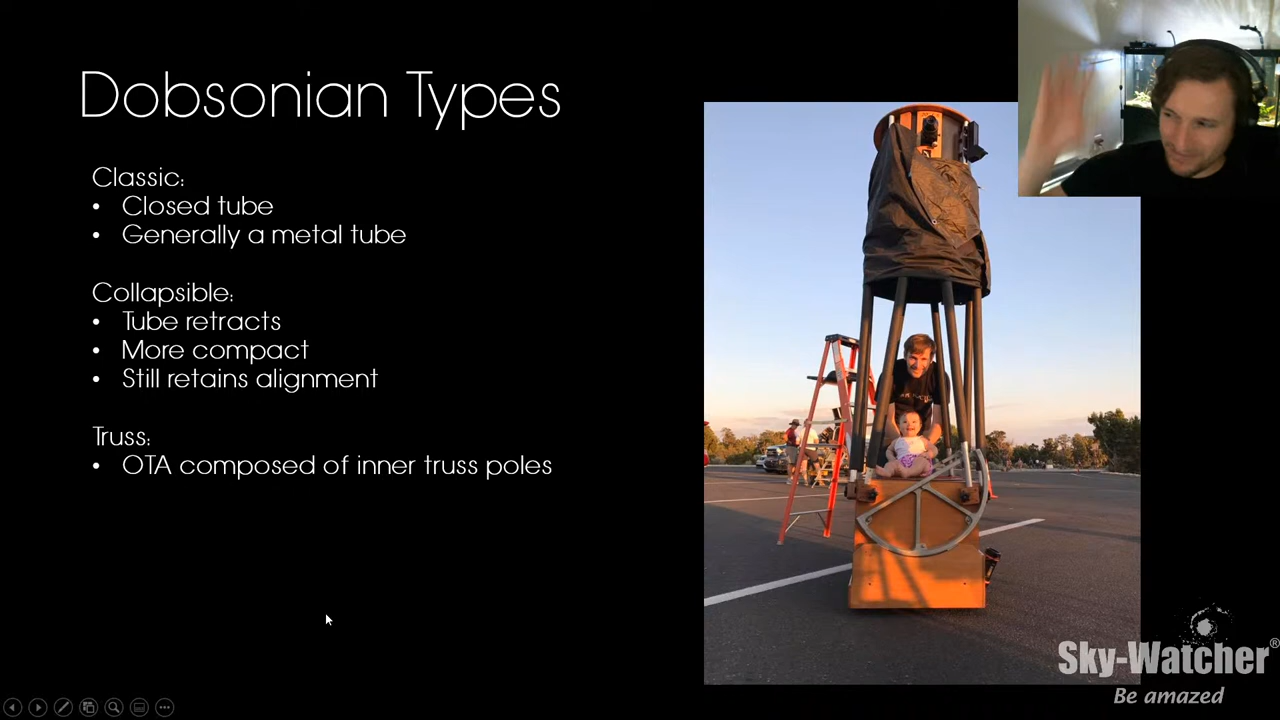 Dobsonian Types
Classic:
• Closed tube
• Generally a metal tube
Collapsible:
• Tube retracts
• More compact
• Still retains alignment
Truss:
• OTA composed of inner truss poles
Sky-Watcher®
Be amazed